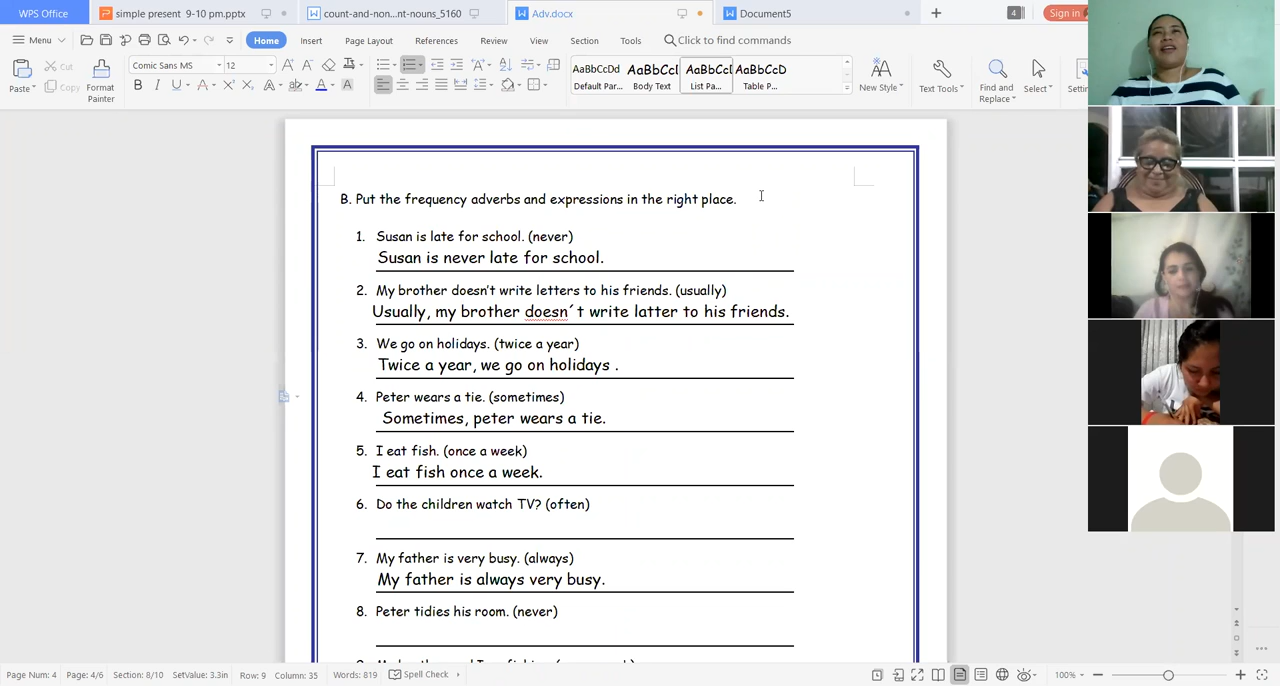 WPS Office
simple present 9-10 pm.pptx
count-and-non...nt-nouns_5160
Adv.docx
Document5
4
Sign in
Menu
Home
Insert
Page Layout
References
Review
View
Section
Tools
Click to find commands
Paste
Cut
Copy
Format Painter
Comic Sans MS
12
AaBbCcDd
AaBbCcl
AaBbCcl
AaBbCcD
Default Par...
Body Text
List Pa...
Table P...
New Style
Text Tools
Find and Replace
Select
B. Put the frequency adverbs and expressions in the right place.
1. Susan is late for school. (never)
Susan is never late for school.
2. My brother doesn't write letters to his friends. (usually)
Usually, my brother doesn´t write latter to his friends.
3. We go on holidays. (twice a year)
Twice a year, we go on holidays .
4. Peter wears a tie. (sometimes)
Sometimes, peter wears a tie.
5. I eat fish. (once a week)
I eat fish once a week.
6. Do the children watch TV? (often)
7. My father is very busy. (always)
My father is always very busy.
8. Peter tidies his room. (never)
Page Num: 4
Page: 4/6
Section: 8/10
SetValue: 3.3in
Row: 9
Column: 35
Words: 819
Spell Check
100%